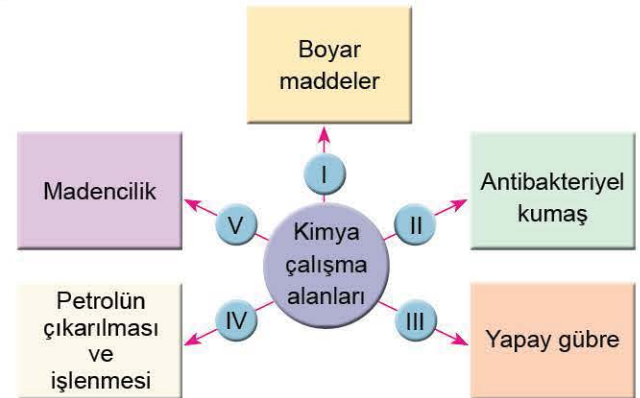 Boyar
maddeler
I
Madencilik
V
Kimya
çalışma
alanları
II
Antibakteriyel
kumaş
Petrolün
çıkarılması
ve
işlenmesi
IV
III
Yapay gübre